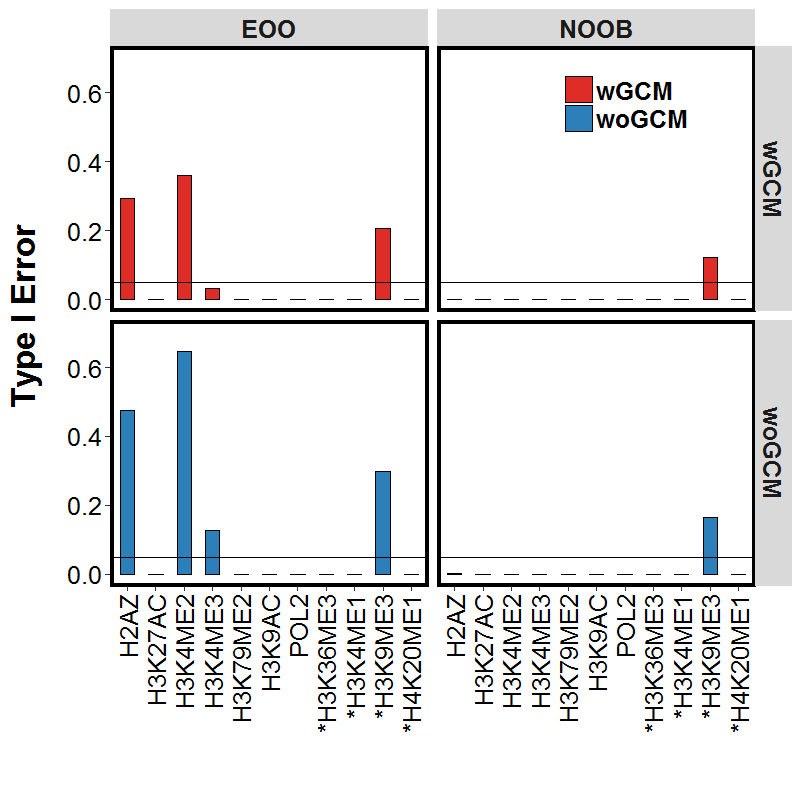 EOO
NOOB
wGCM
woGCM
wGCM
woGCM
Type I Error
0.6
0.4
0.2
0.0
0.6
0.4
0.2
0.0
H2AZ
H3K27AC
H3K4ME2
H3K4ME3
H3K79ME2
H3K9AC
POL2
*H3K36ME3
*H3K4ME1
*H3K9ME3
*H4K20ME1
H2AZ
H3K27AC
H3K4ME2
H3K4ME3
H3K79ME2
H3K9AC
POL2
*H3K36ME3
*H3K4ME1
*H3K9ME3
*H4K20ME1